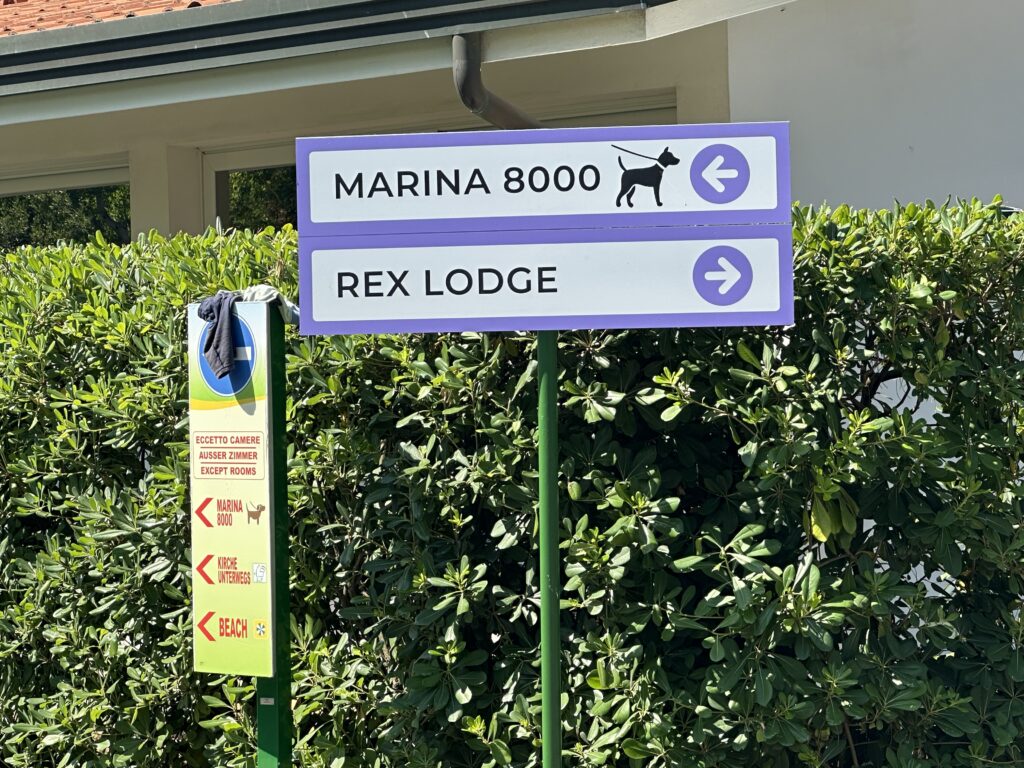 MARINA 8000
REX LODGE
ECCETTO CAMERE
AUSSER ZIMMER
EXCEPT ROOMS
MARINA
8000
KIRCHE
UNTERWEGS
BEACH